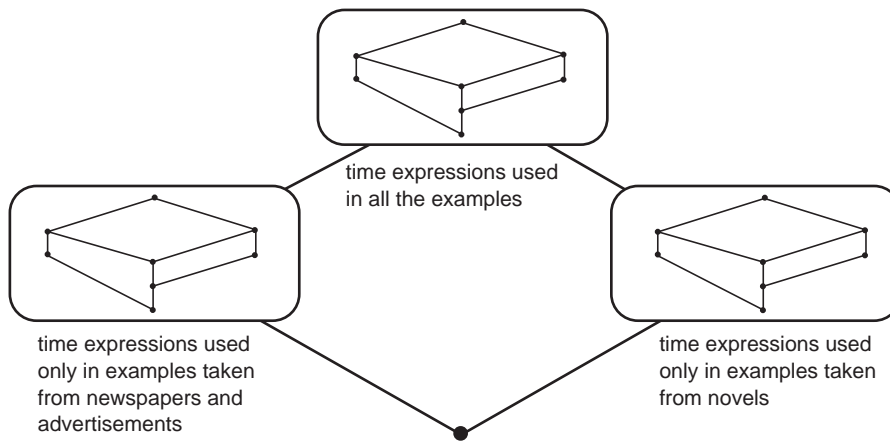 time expressions used
in all the examples
time expressions used
only in examples taken
from newspapers and
advertisements
time expressions used
only in examples taken
from novels